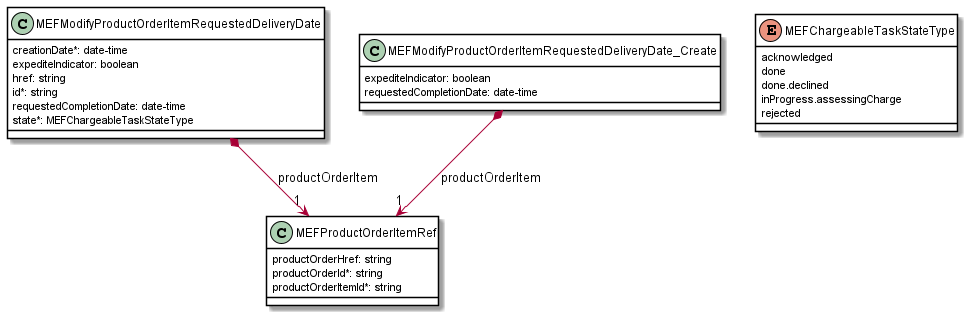 C MEFModifyProductOrderItemRequestedDeliveryDate
creationDate*: date-time
expediteIndicator: boolean
href: string
id*: string
requestedCompletionDate: date-time
state*: MEFChargeableTaskStateType
C MEFModifyProductOrderItemRequestedDeliveryDate_Create
expediteIndicator: boolean
requestedCompletionDate: date-time
E MEFChargeableTaskStateType
acknowledged
done
done.declined
inProgress.assessingCharge
rejected
productOrderItem
1
productOrderItem
1
C MEFProductOrderItemRef
productOrderHref: string
productOrderId*: string
productOrderItemId*: string